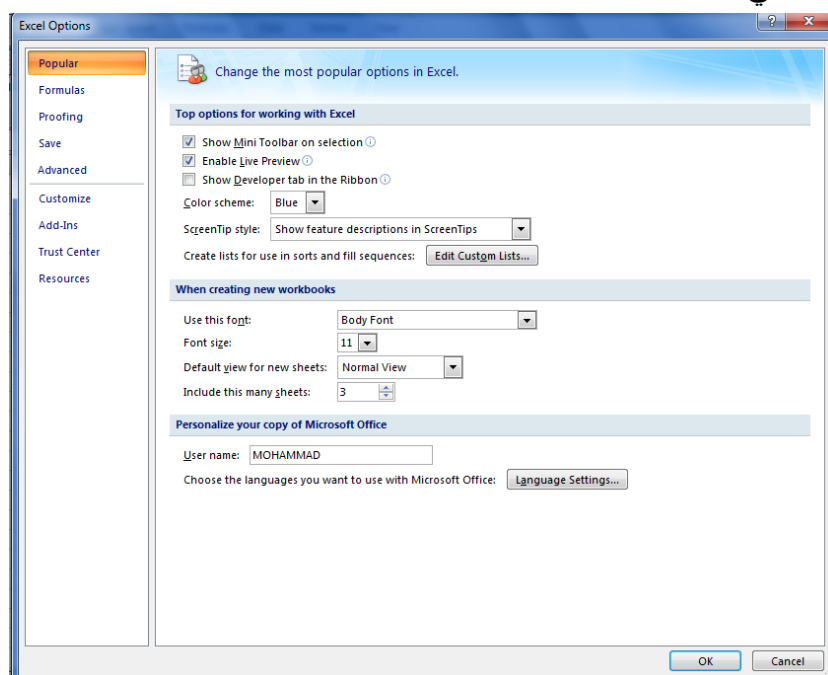 ي
Excel Options
Popular
Formulas
Proofing
Save
Advanced
Customize
Add-Ins
Trust Center
Resources
Change the most popular options in Excel.
Top options for working with Excel
Show Mini Toolbar on selection
Enable Live Preview
Show Developer tab in the Ribbon
Color scheme: Blue
ScreenTip style: Show feature descriptions in ScreenTips
Create lists for use in sorts and fill sequences: Edit Custom Lists...
When creating new workbooks
Use this font: Body Font
Font size: 11
Default view for new sheets: Normal View
Include this many sheets: 3
Personalize your copy of Microsoft Office
User name: MOHAMMAD
Choose the languages you want to use with Microsoft Office: Language Settings...
OK Cancel